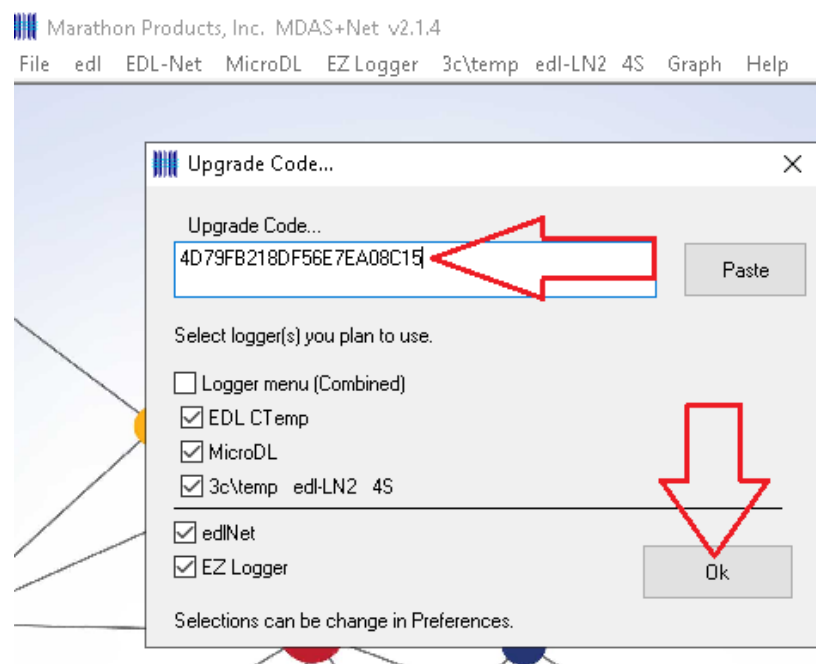 Marathon Products, Inc. MDAS+Net v2.1.4
File edl EDL-Net MicroDL EZ Logger 3c\temp edl-LN2 4S Graph Help
Upgrade Code...
Upgrade Code...
4D79FB218DF56E7EA08C15
Paste
Select logger(s) you plan to use.
Logger menu (Combined)
EDL CTemp
MicroDL
3c\temp edl-LN2 4S
edlNet
EZ Logger
Ok
Selections can be change in Preferences.